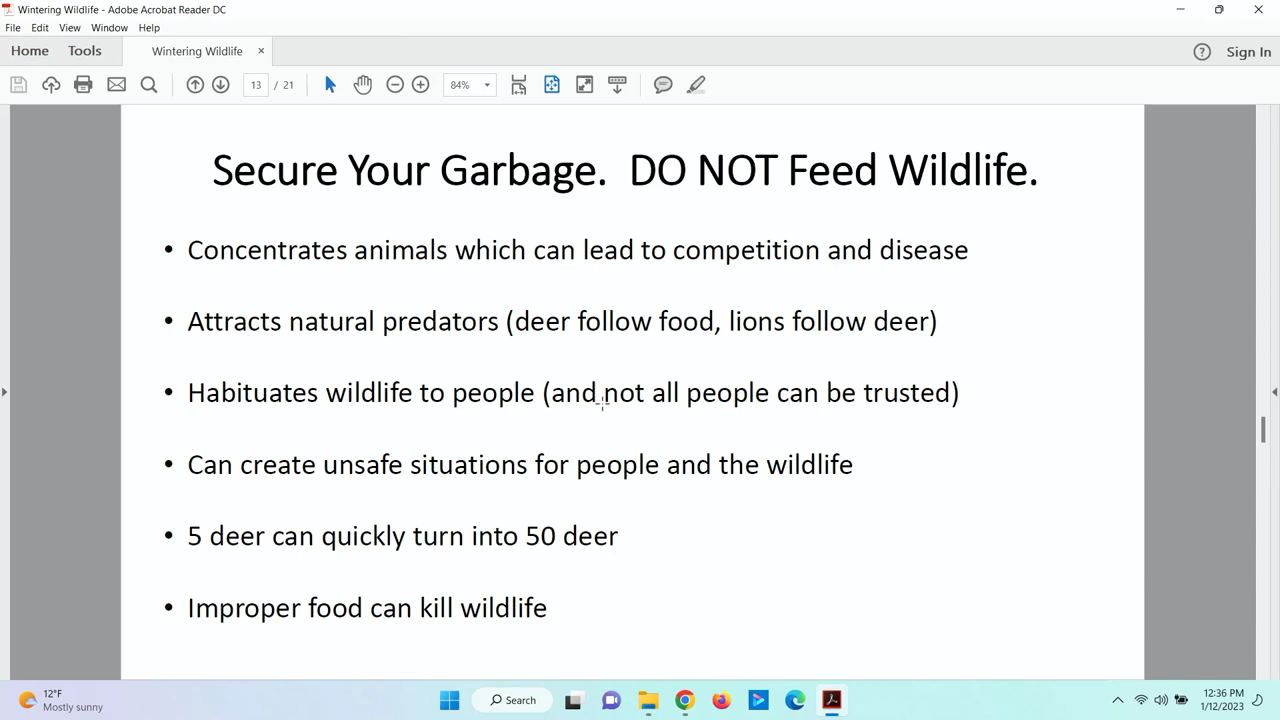 Wintering Wildlife - Adobe Acrobat Reader DC
File Edit View Window Help
Home Tools Wintering Wildlife × ? Sign In
13 / 21 84%
Secure Your Garbage. DO NOT Feed Wildlife.
• Concentrates animals which can lead to competition and disease
• Attracts natural predators (deer follow food, lions follow deer)
• Habituates wildlife to people (and not all people can be trusted)
• Can create unsafe situations for people and the wildlife
• 5 deer can quickly turn into 50 deer
• Improper food can kill wildlife
12°F
Mostly sunny
Search
12:36 PM
1/12/2023